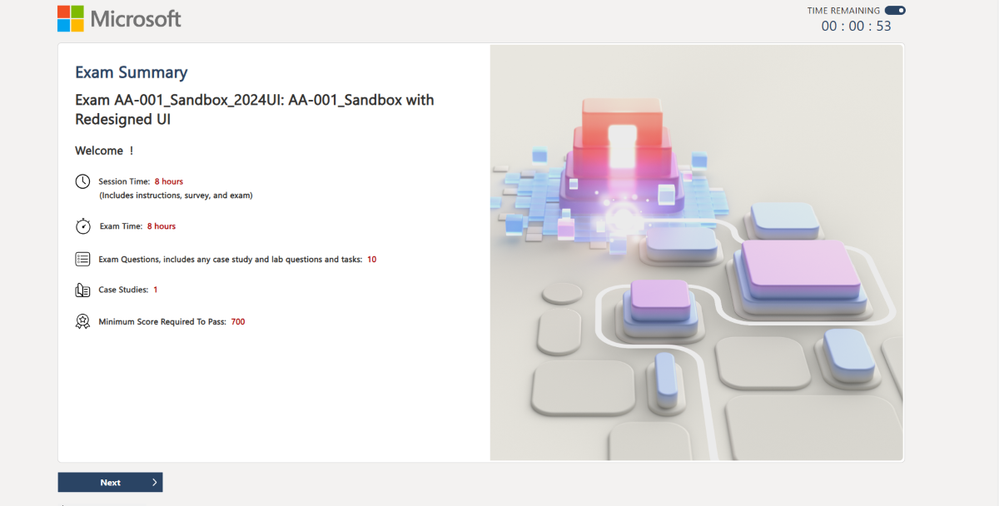 Microsoft
TIME REMAINING
00 : 00 : 53
Exam Summary
Exam AA-001_Sandbox_2024UI: AA-001_Sandbox with
Redesigned UI
Welcome !
Session Time: 8 hours
(Includes instructions, survey, and exam)
Exam Time: 8 hours
Exam Questions, includes any case study and lab questions and tasks: 10
Case Studies: 1
Minimum Score Required To Pass: 700
Next